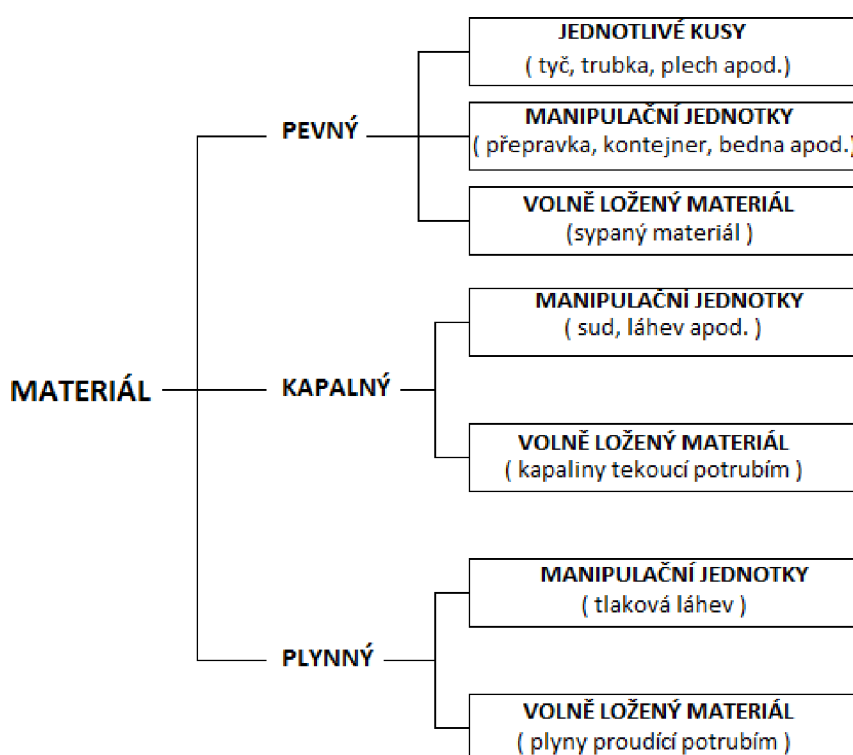 JEDNOTLIVÉ KUSY
( tyč, trubka, plech apod.)
PEVNÝ
MANIPULAČNÍ JEDNOTKY
( přepravka, kontejner, bedna apod.)
VOLNĚ LOŽENÝ MATERIÁL
(sypaný materiál )
MATERIÁL
KAPALNÝ
MANIPULAČNÍ JEDNOTKY
( sud, láhev apod. )
VOLNĚ LOŽENÝ MATERIÁL
( kapaliny tekoucí potrubím )
PLYNNÝ
MANIPULAČNÍ JEDNOTKY
( tlaková láhev )
VOLNĚ LOŽENÝ MATERIÁL
( plyny proudící potrubím )